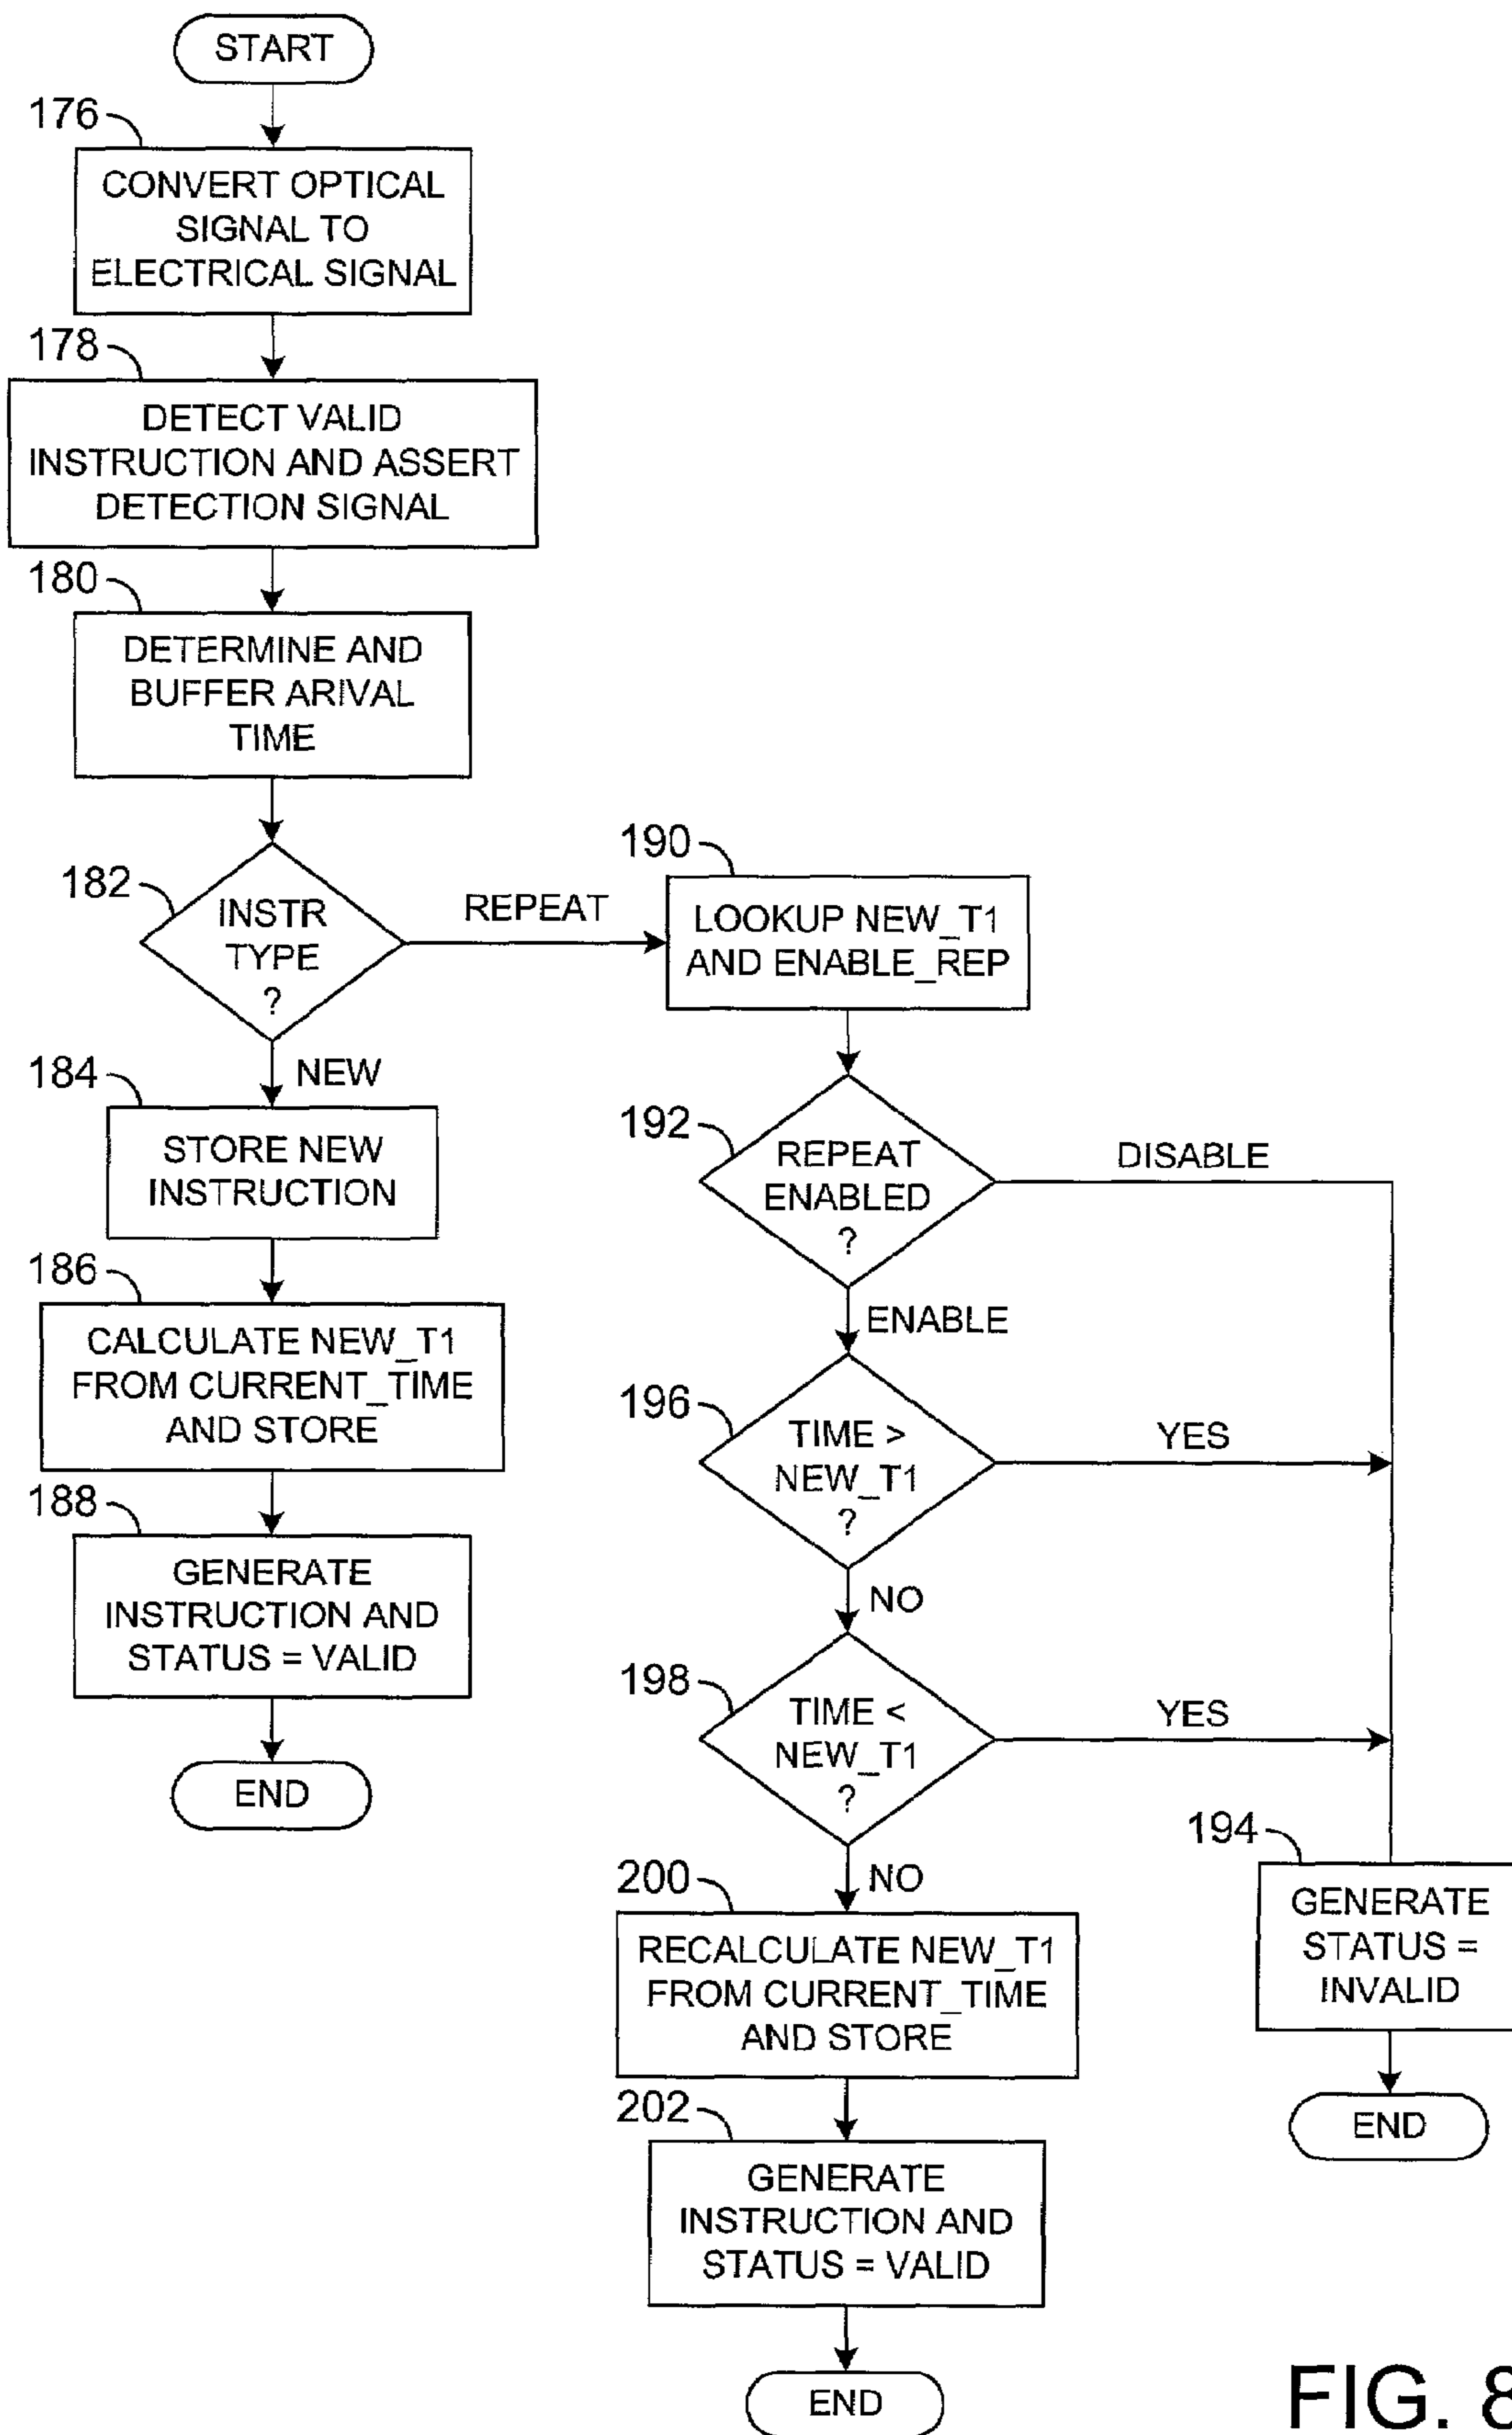 START
176
CONVERT OPTICAL
SIGNAL TO
ELECTRICAL SIGNAL
178
DETECT VALID
INSTRUCTION AND ASSERT
DETECTION SIGNAL
180
DETERMINE AND
BUFFER ARIVAL
TIME
182
INSTR
TYPE
?
REPEAT
NEW
184
STORE NEW
INSTRUCTION
186
CALCULATE NEW_T1
FROM CURRENT_TIME
AND STORE
188
GENERATE
INSTRUCTION AND
STATUS = VALID
END
190
LOOKUP NEW_T1
AND ENABLE_REP
192
REPEAT
ENABLED
?
DISABLE
ENABLE
196
TIME >
NEW_T1
?
YES
NO
198
TIME <
NEW_T1
?
YES
NO
194
GENERATE
STATUS =
INVALID
END
200
RECALCULATE NEW_T1
FROM CURRENT_TIME
AND STORE
202
GENERATE
INSTRUCTION AND
STATUS = VALID
END
FIG. 8